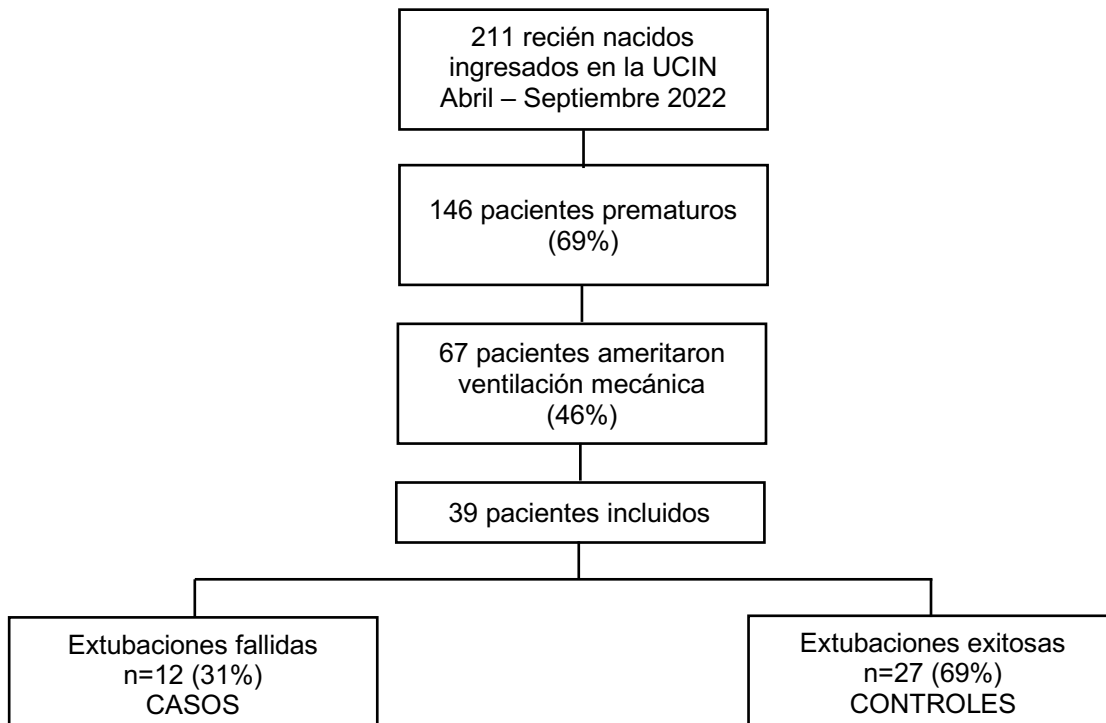 211 recién nacidos
ingresados en la UCIN
Abril – Septiembre 2022
146 pacientes prematuros
(69%)
67 pacientes ameritaron
ventilación mecánica
(46%)
39 pacientes incluidos
Extubaciones fallidas
n=12 (31%)
CASOS
Extubaciones exitosas
n=27 (69%)
CONTROLES